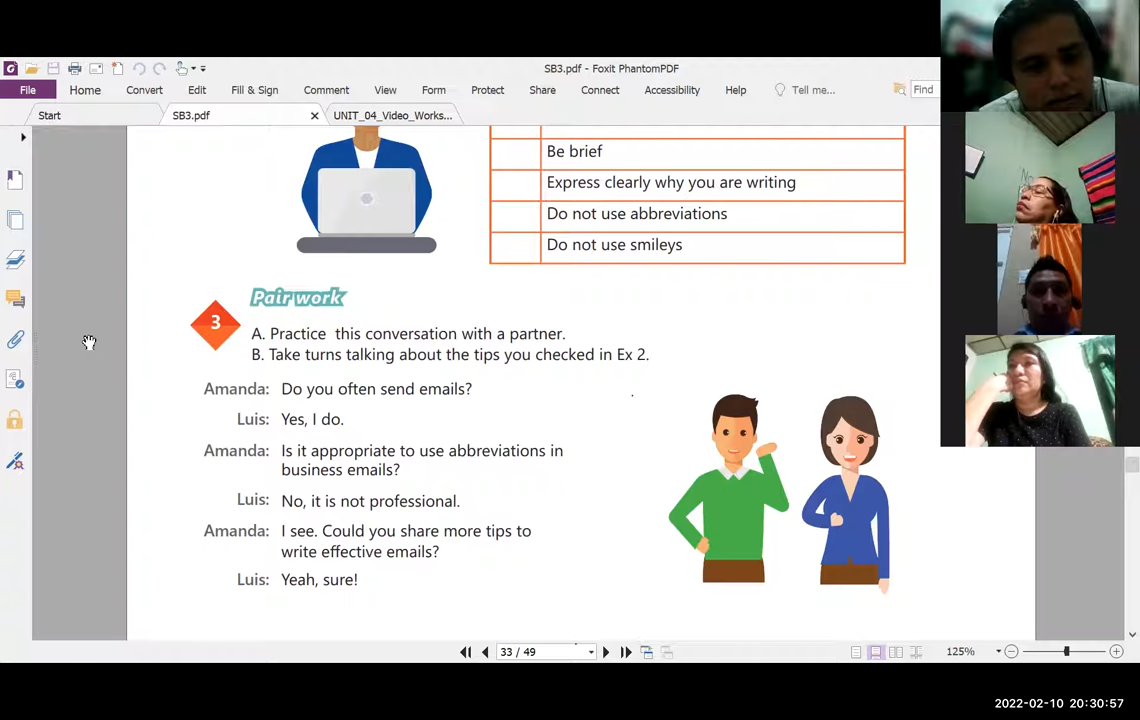 SB3.pdf - Foxit PhantomPDF
File Home Convert Edit Fill & Sign Comment View Form Protect Share Connect Accessibility Help Tell me... Find
Start SB3.pdf UNIT_04_Video_Works...
Be brief
Express clearly why you are writing
Do not use abbreviations
Do not use smileys
Pair work
3
A. Practice this conversation with a partner.
B. Take turns talking about the tips you checked in Ex 2.
Amanda: Do you often send emails?
Luis: Yes, I do.
Amanda: Is it appropriate to use abbreviations in
business emails?
Luis: No, it is not professional.
Amanda: I see. Could you share more tips to
write effective emails?
Luis: Yeah, sure!
33 / 49
125%
2022-02-10 20:30:57